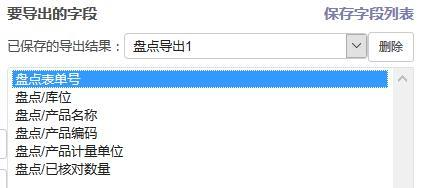 要导出的字段 保存字段列表
已保存的导出结果： 盘点导出1 删除
盘点表单号
盘点/库位
盘点/产品名称
盘点/产品编码
盘点/产品计量单位
盘点/已核对数量